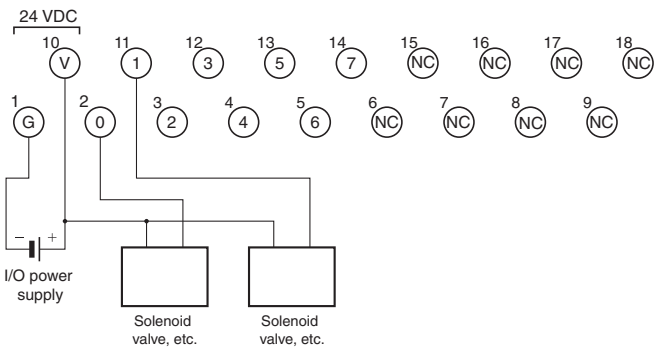 24 VDC
10 11 12 13 14 15 16 17 18
V 1 3 5 7 NC NC NC NC
1 2 3 4 5 6 7 8 9
G 0 2 4 6 NC NC NC NC
− +
I/O power
supply
Solenoid
valve, etc.
Solenoid
valve, etc.